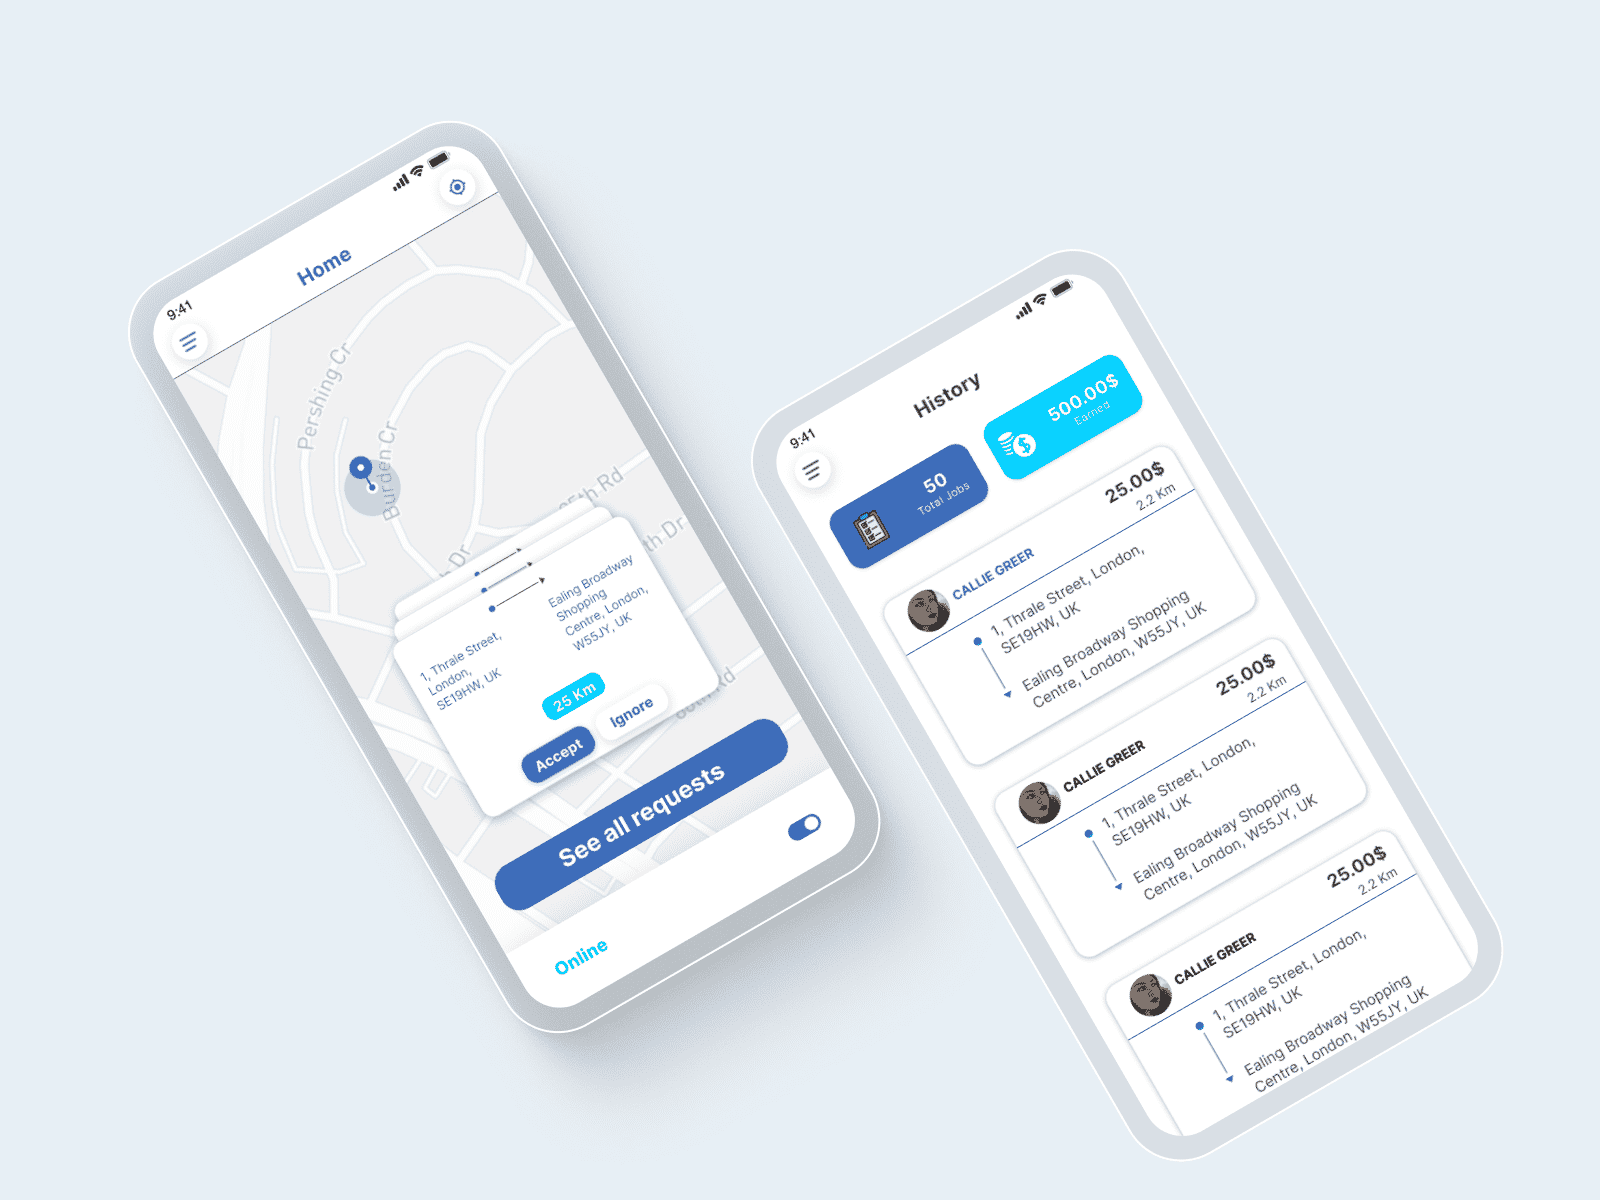 9:41
Home
Pershing Cr
Burden Cr
85th Rd
th Dr
Dr
Rd
1, Thrale Street,
London,
SE19HW, UK
Ealing Broadway
Shopping
Centre, London,
W55JY, UK
25 Km
Accept
Ignore
See all requests
Online
9:41
History
50
Total Jobs
500.00$
Earned
CALLIE GREER
25.00$
2.2 Km
1, Thrale Street, London,
SE19HW, UK
Ealing Broadway Shopping
Centre, London, W55JY, UK
CALLIE GREER
25.00$
2.2 Km
1, Thrale Street, London,
SE19HW, UK
Ealing Broadway Shopping
Centre, London, W55JY, UK
CALLIE GREER
25.00$
2.2 Km
1, Thrale Street, London,
SE19HW, UK
Ealing Broadway Shopping
Centre, London, W55JY, UK